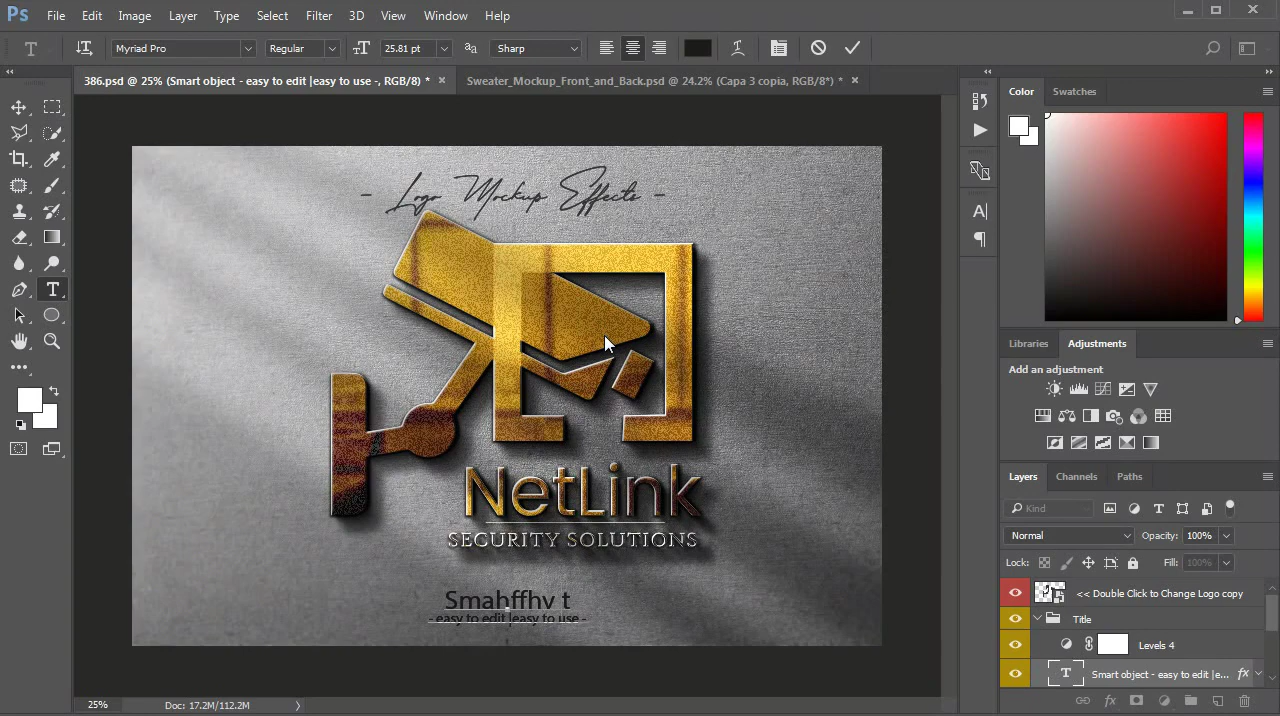 Ps File Edit Image Layer Type Select Filter 3D View Window Help
Myriad Pro Regular 25.81 pt Sharp
386.psd @ 25% (Smart object - easy to edit |easy to use -, RGB/8) * Sweater_Mockup_Front_and_Back.psd @ 24.2% (Capa 3 copia, RGB/8*) *
Color Swatches
- Logo Mockup Effects -
NetLink
SECURITY SOLUTIONS
Smahffhv t
- easy to edit |easy to use -
Libraries Adjustments
Add an adjustment
Layers Channels Paths
Kind
Normal Opacity: 100%
Lock: Fill: 100%
<< Double Click to Change Logo copy
Title
Levels 4
Smart object - easy to edit |e... fx
fx
25% Doc: 17.2M/112.2M